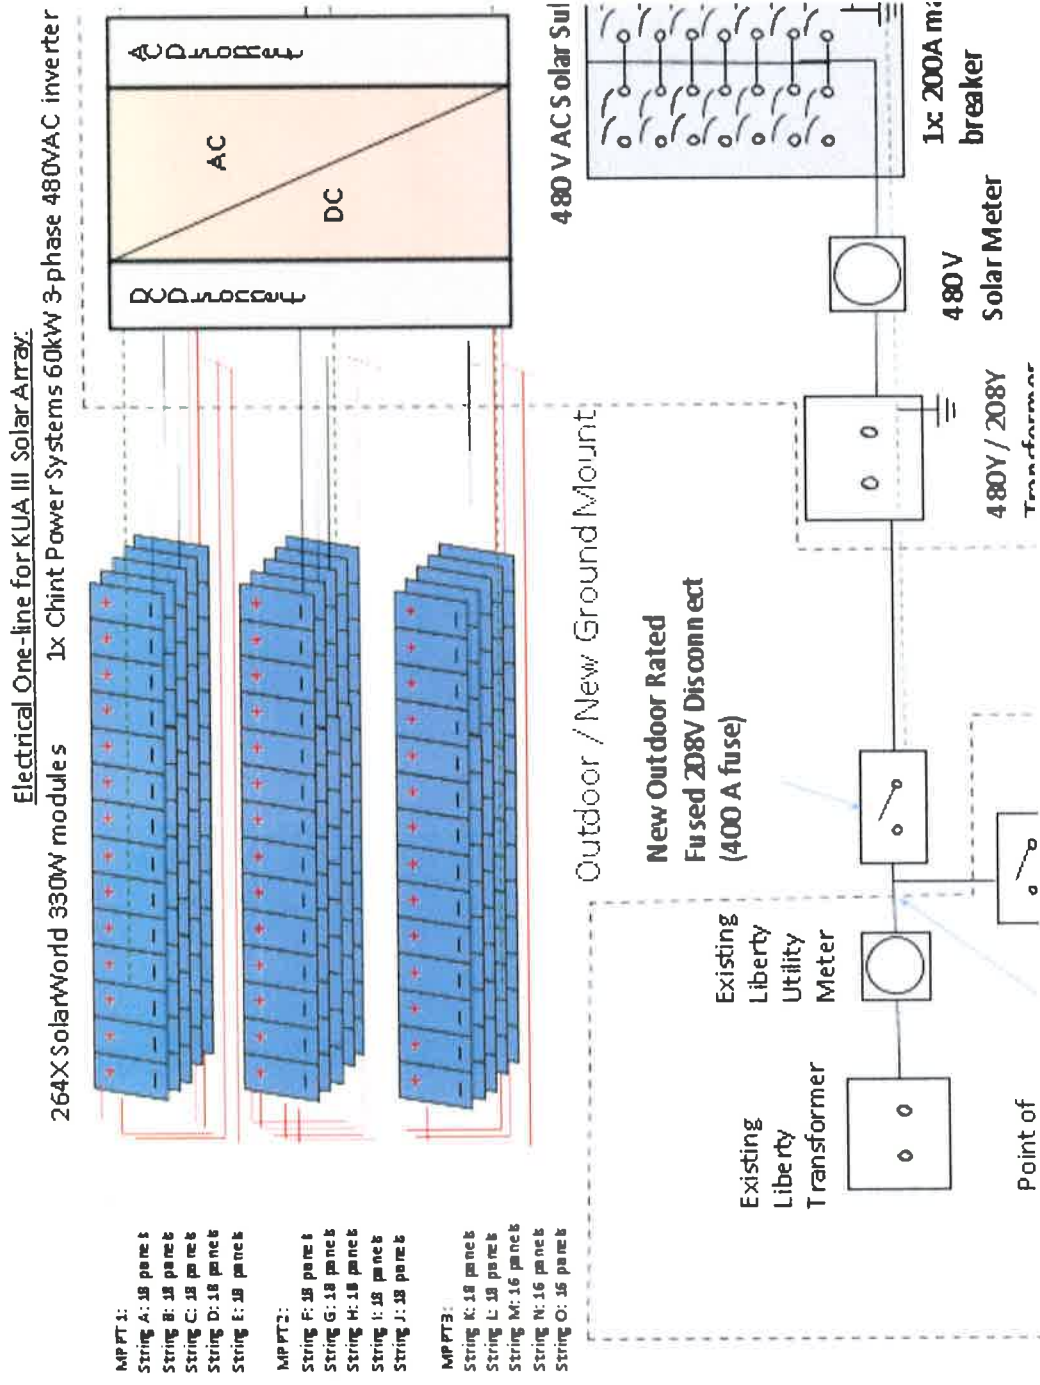 Electrical One-line for KUA III Solar Array:
264X SolarWorld 330W modules
1x Chint Power Systems 60kW 3-phase 480VAC inverter
MPPT1:
String A: 18 panels
String B: 18 panels
String C: 18 panels
String D: 18 panels
String E: 18 panels
MPPT2:
String F: 18 panels
String G: 18 panels
String H: 18 panels
String I: 18 panels
String J: 18 panels
MPPT3:
String K: 18 panels
String L: 18 panels
String M: 16 panels
String N: 16 panels
String O: 16 panels
DC Disconnect
DC
AC
AC Disconnect
Outdoor / New Ground Mount
480 V AC Solar Sul
New Outdoor Rated
Fused 208V Disconnect
(400 A fuse)
Existing
Liberty
Utility
Meter
Existing
Liberty
Transformer
480Y / 208Y
Transformer
480 V
Solar Meter
1x: 200A ma
breaker
Point of